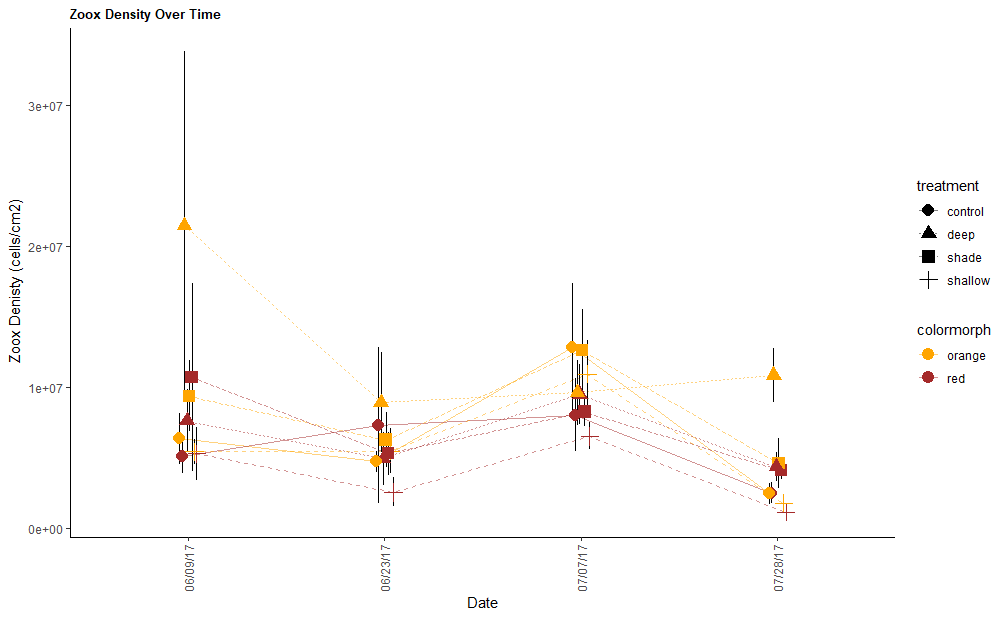 Zoox Density Over Time
Zoox Denisty (cells/cm2)
3e+07
2e+07
1e+07
0e+00
06/09/17
06/23/17
07/07/17
07/28/17
Date
treatment
control
deep
shade
shallow
colormorph
orange
red